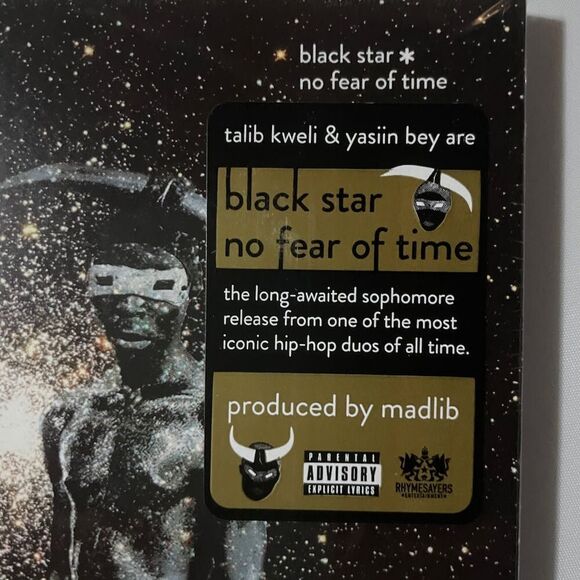 black star *
no fear of time
talib kweli & yasiin bey are
black star
no fear of time
the long-awaited sophomore
release from one of the most
iconic hip-hop duos of all time.
produced by madlib
PARENTAL
ADVISORY
EXPLICIT LYRICS
RHYMESAYERS
ENTERTAINMENT